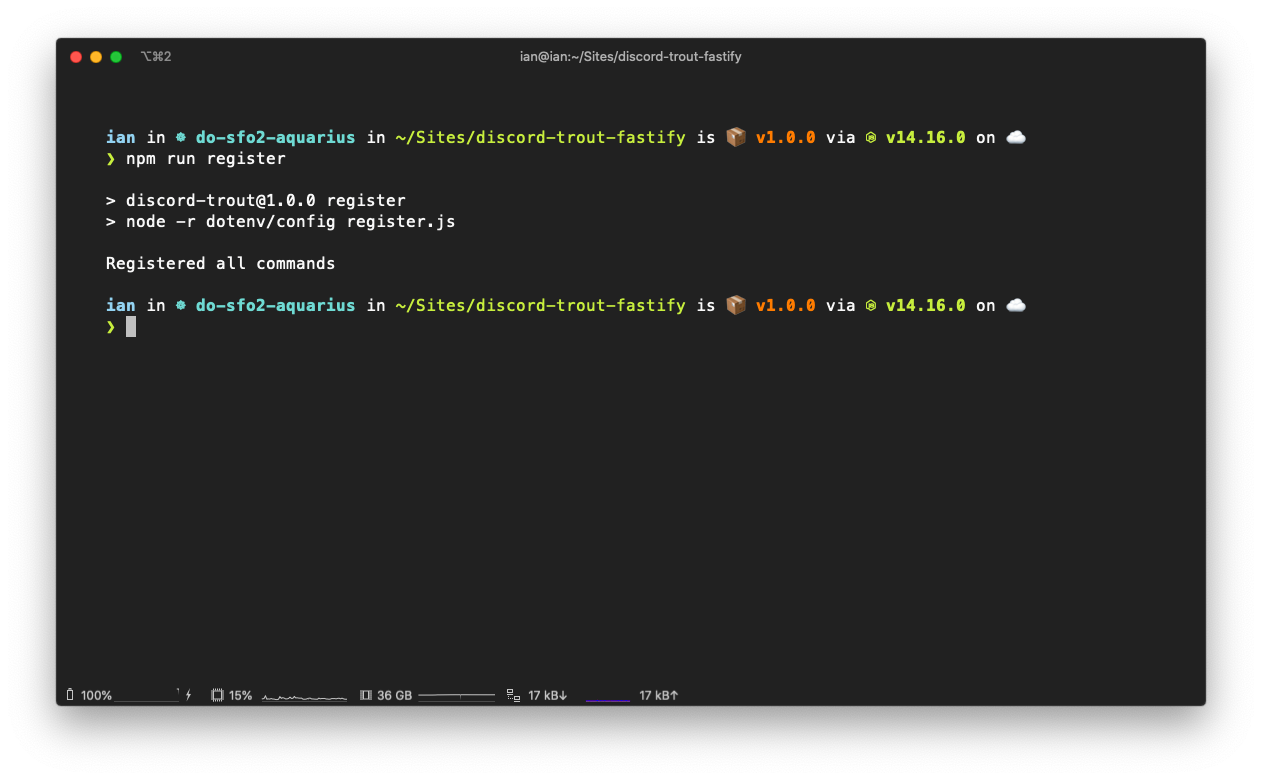 ⌥⌘2
ian@ian:~/Sites/discord-trout-fastify
ian in ☸ do-sfo2-aquarius in ~/Sites/discord-trout-fastify is 📦 v1.0.0 via ⬢ v14.16.0 on ☁️
❯ npm run register
> discord-trout@1.0.0 register
> node -r dotenv/config register.js
Registered all commands
ian in ☸ do-sfo2-aquarius in ~/Sites/discord-trout-fastify is 📦 v1.0.0 via ⬢ v14.16.0 on ☁️
❯
100% 15% 36 GB 17 kB↓ 17 kB↑